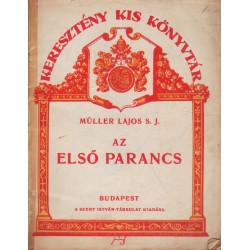 KERESZTÉNY KIS KÖNYVTÁR
MÜLLER LAJOS S. J.
AZ
ELSŐ PARANCS
BUDAPEST
A SZENT ISTVÁN-TÁRSULAT KIADÁSA